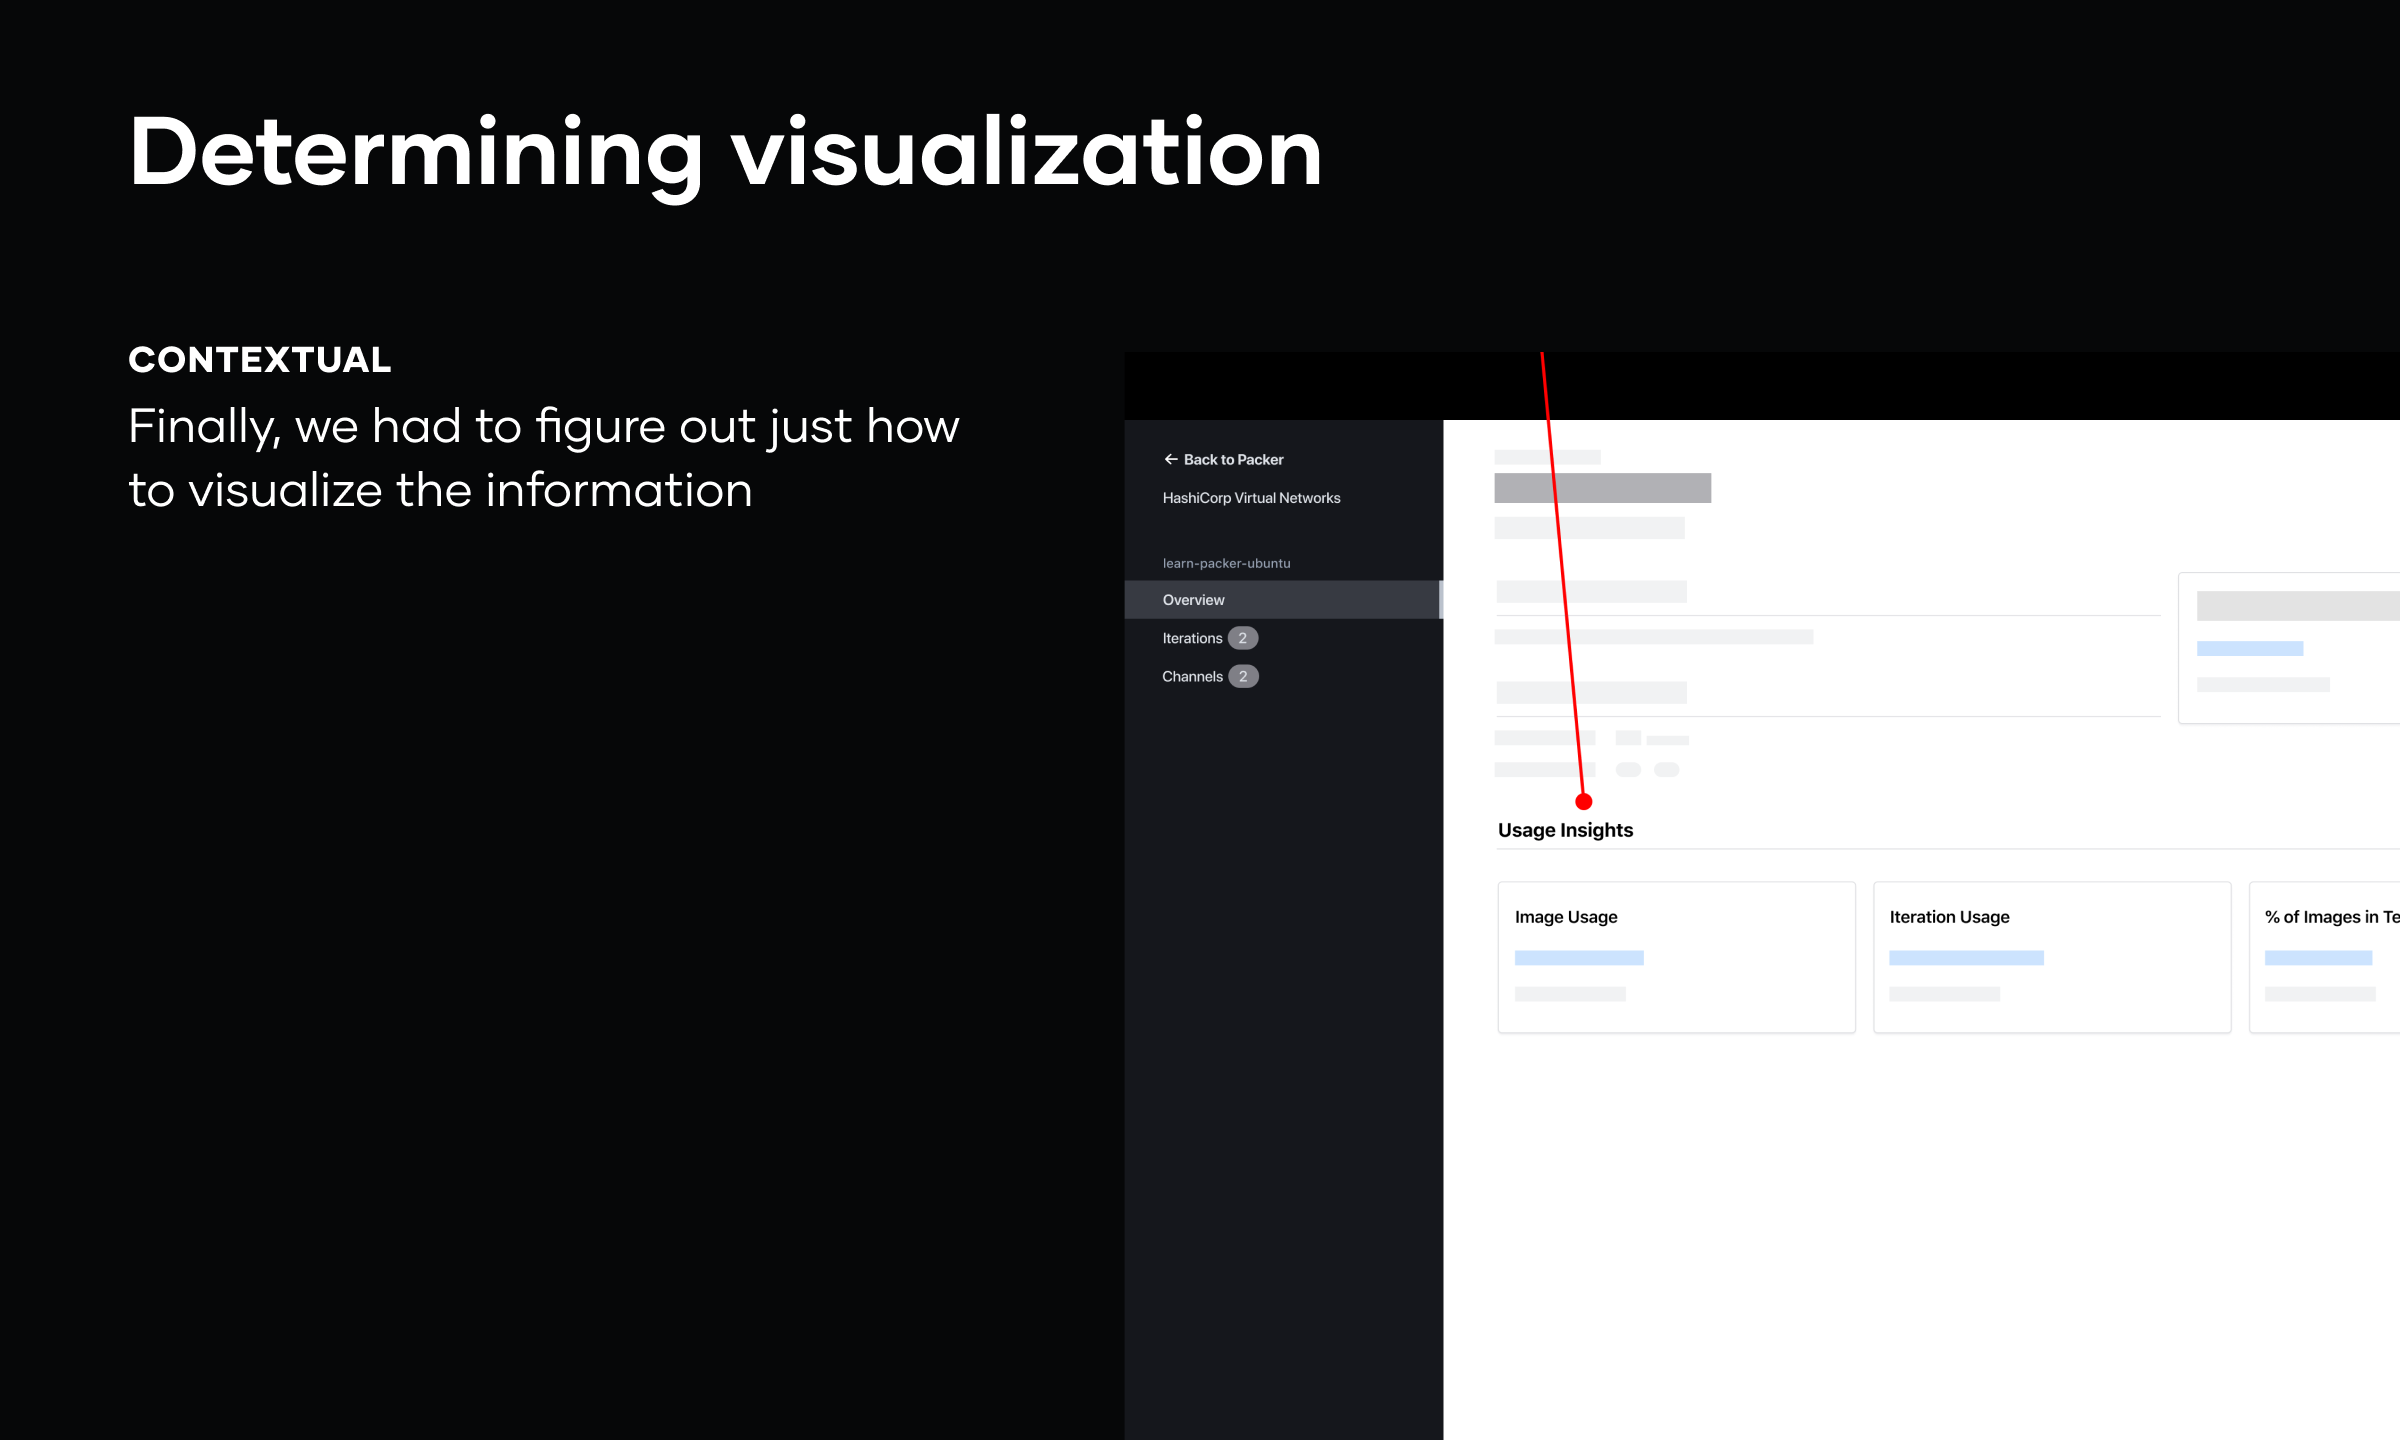 Determining visualization
CONTEXTUAL
Finally, we had to figure out just how
to visualize the information
← Back to Packer
HashiCorp Virtual Networks
learn-packer-ubuntu
Overview
Iterations 2
Channels 2
Usage Insights
Image Usage
Iteration Usage
% of Images in Te